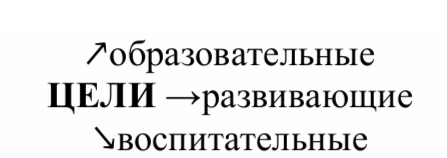 ↗образовательные
ЦЕЛИ →развивающие
↘воспитательные